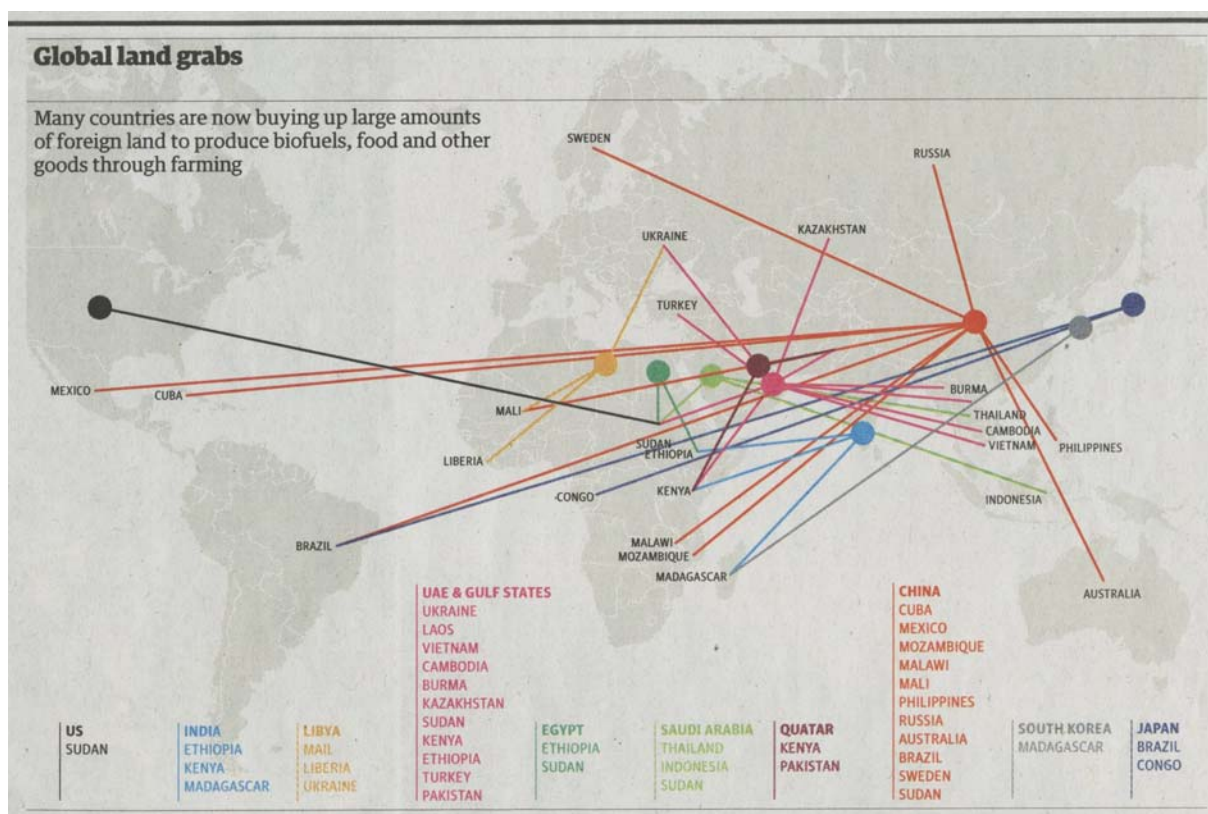 Global land grabs
Many countries are now buying up large amounts
of foreign land to produce biofuels, food and other
goods through farming
SWEDEN
RUSSIA
UKRAINE
KAZAKHSTAN
TURKEY
MEXICO
CUBA
MALI
BURMA
THAILAND
CAMBODIA
VIETNAM
PHILIPPINES
SUDAN
ETHIOPIA
LIBERIA
KENYA
CONGO
INDONESIA
BRAZIL
MALAWI
MOZAMBIQUE
MADAGASCAR
AUSTRALIA
US
SUDAN
INDIA
ETHIOPIA
KENYA
MADAGASCAR
LIBYA
MAIL
LIBERIA
UKRAINE
UAE & GULF STATES
UKRAINE
LAOS
VIETNAM
CAMBODIA
BURMA
KAZAKHSTAN
SUDAN
KENYA
ETHIOPIA
TURKEY
PAKISTAN
EGYPT
ETHIOPIA
SUDAN
SAUDI ARABIA
THAILAND
INDONESIA
SUDAN
QUATAR
KENYA
PAKISTAN
CHINA
CUBA
MEXICO
MOZAMBIQUE
MALAWI
MALI
PHILIPPINES
RUSSIA
AUSTRALIA
BRAZIL
SWEDEN
SUDAN
SOUTH KOREA
MADAGASCAR
JAPAN
BRAZIL
CONGO